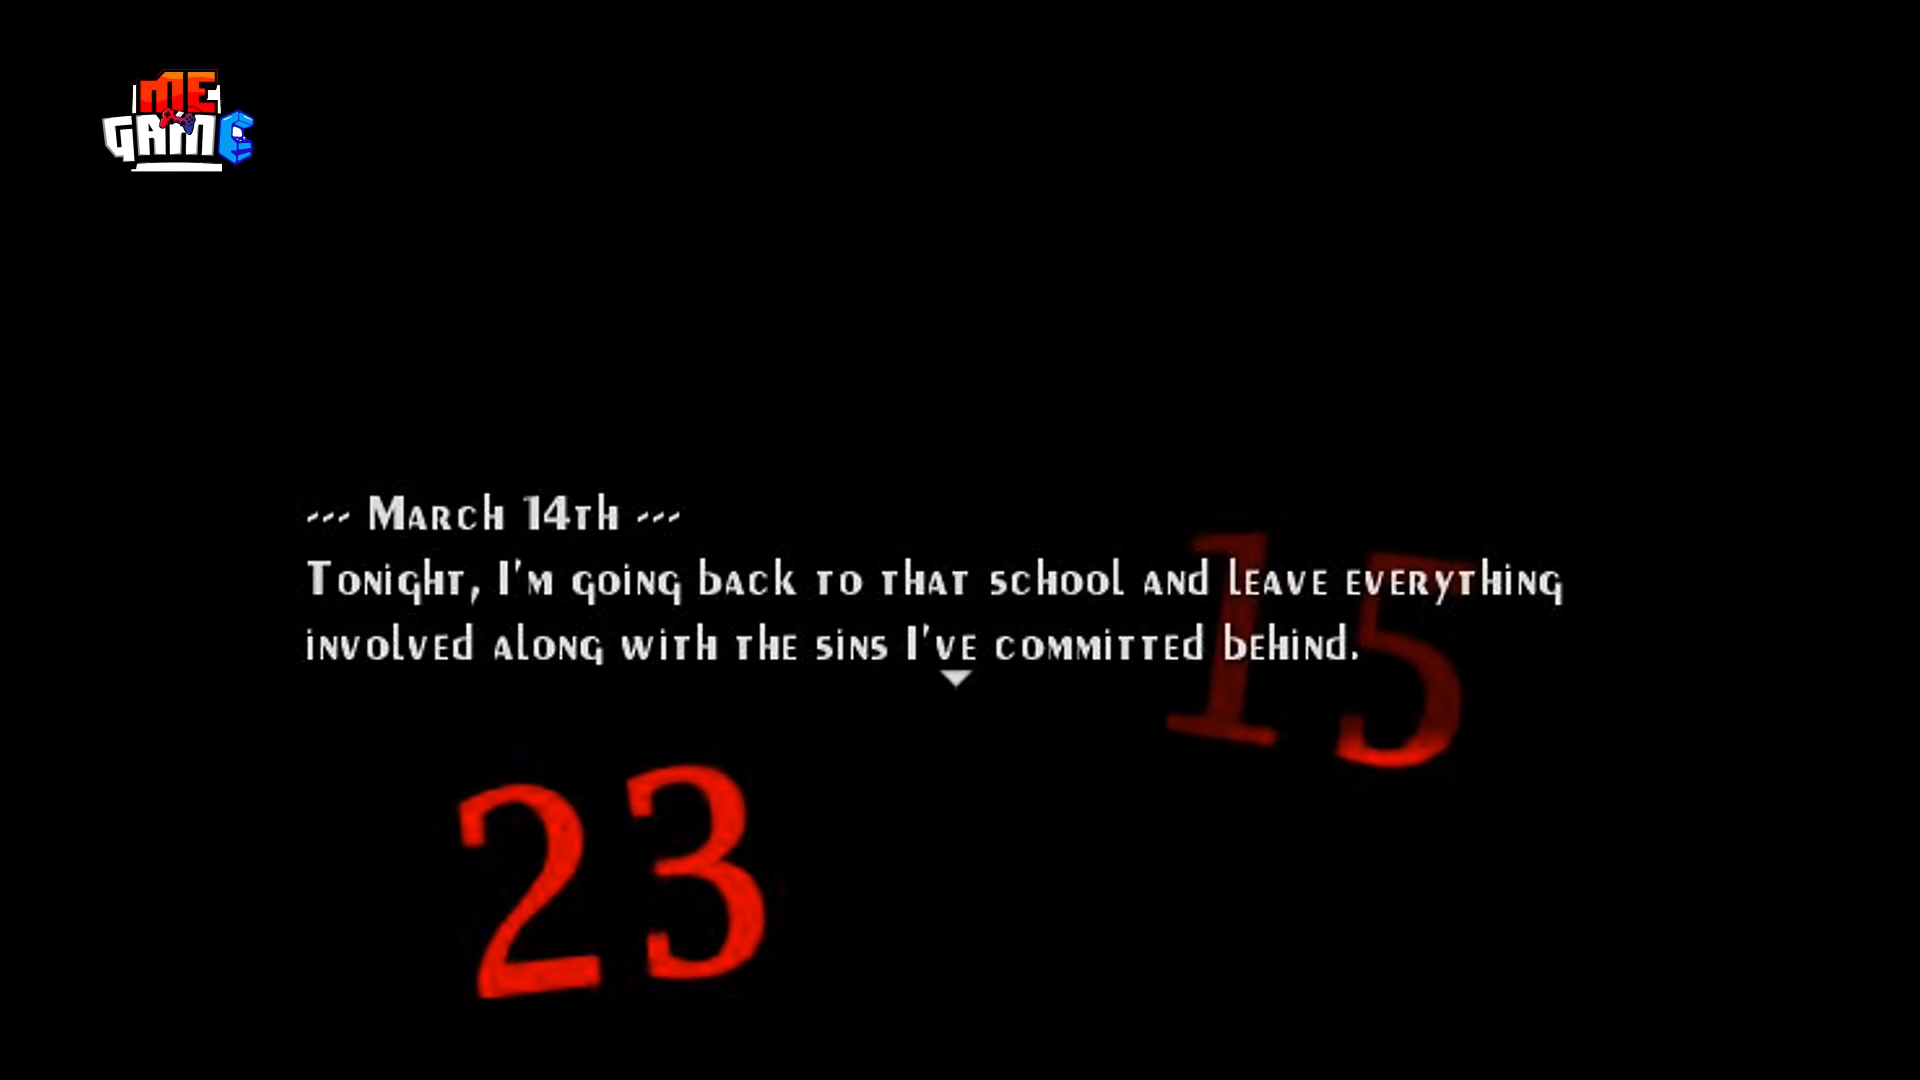 ME
GAME
--- March 14th ---
Tonight, I'm going back to that school and leave everything
involved along with the sins I've committed behind.
15
23